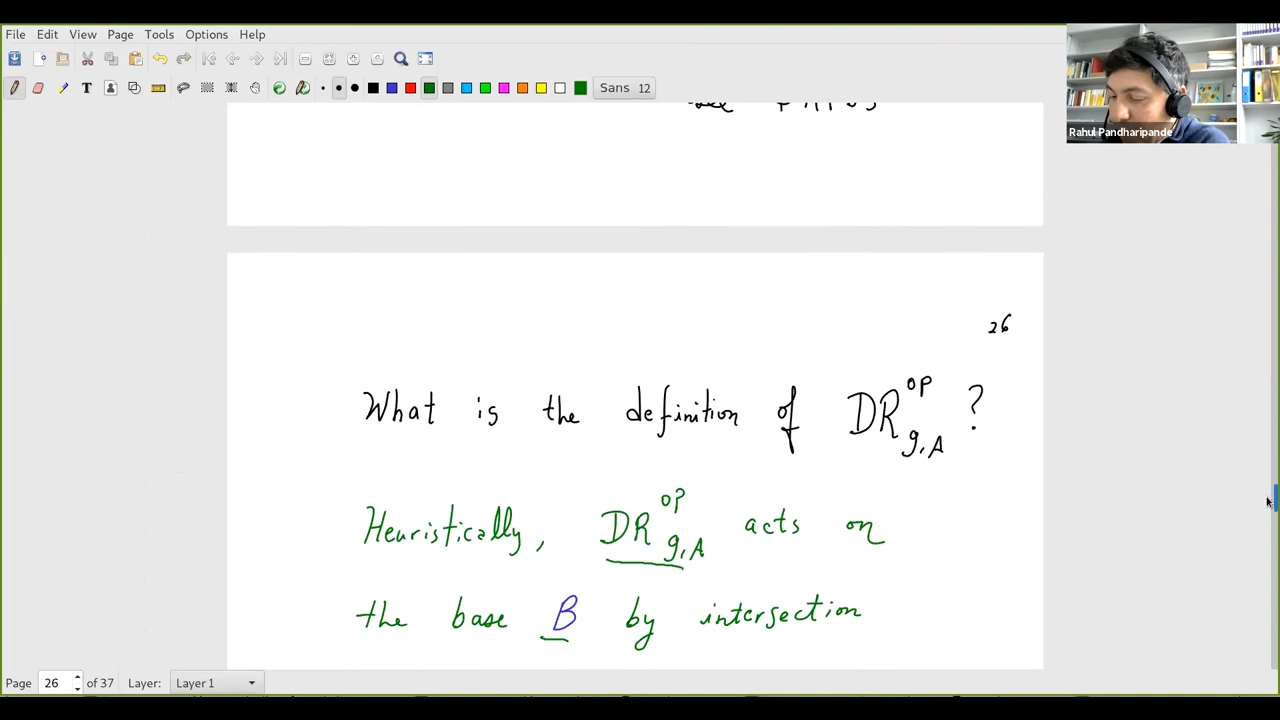 File Edit View Page Tools Options Help
Rahul Pandharipande
T
Sans 12
26
What is the definition of DR^op_g,A ?
Heuristically, DR^op_g,A acts on
the base B by intersection
Page 26 of 37 Layer: Layer 1